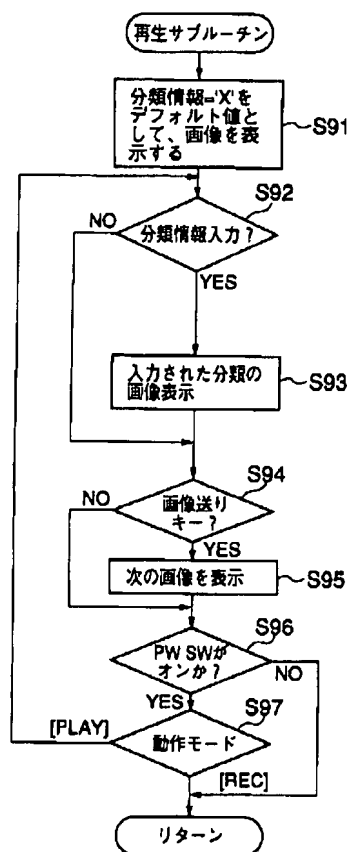 再生サブルーチン
分類情報='X'を
デフォルト値と
して、画像を表
示する
S91
S92
NO
分類情報入力？
YES
入力された分類の
画像表示
S93
S94
NO
画像送り
キー？
YES
次の画像を表示
S95
S96
PW SWが
オンか？
NO
YES
S97
[PLAY]
動作モード
[REC]
リターン